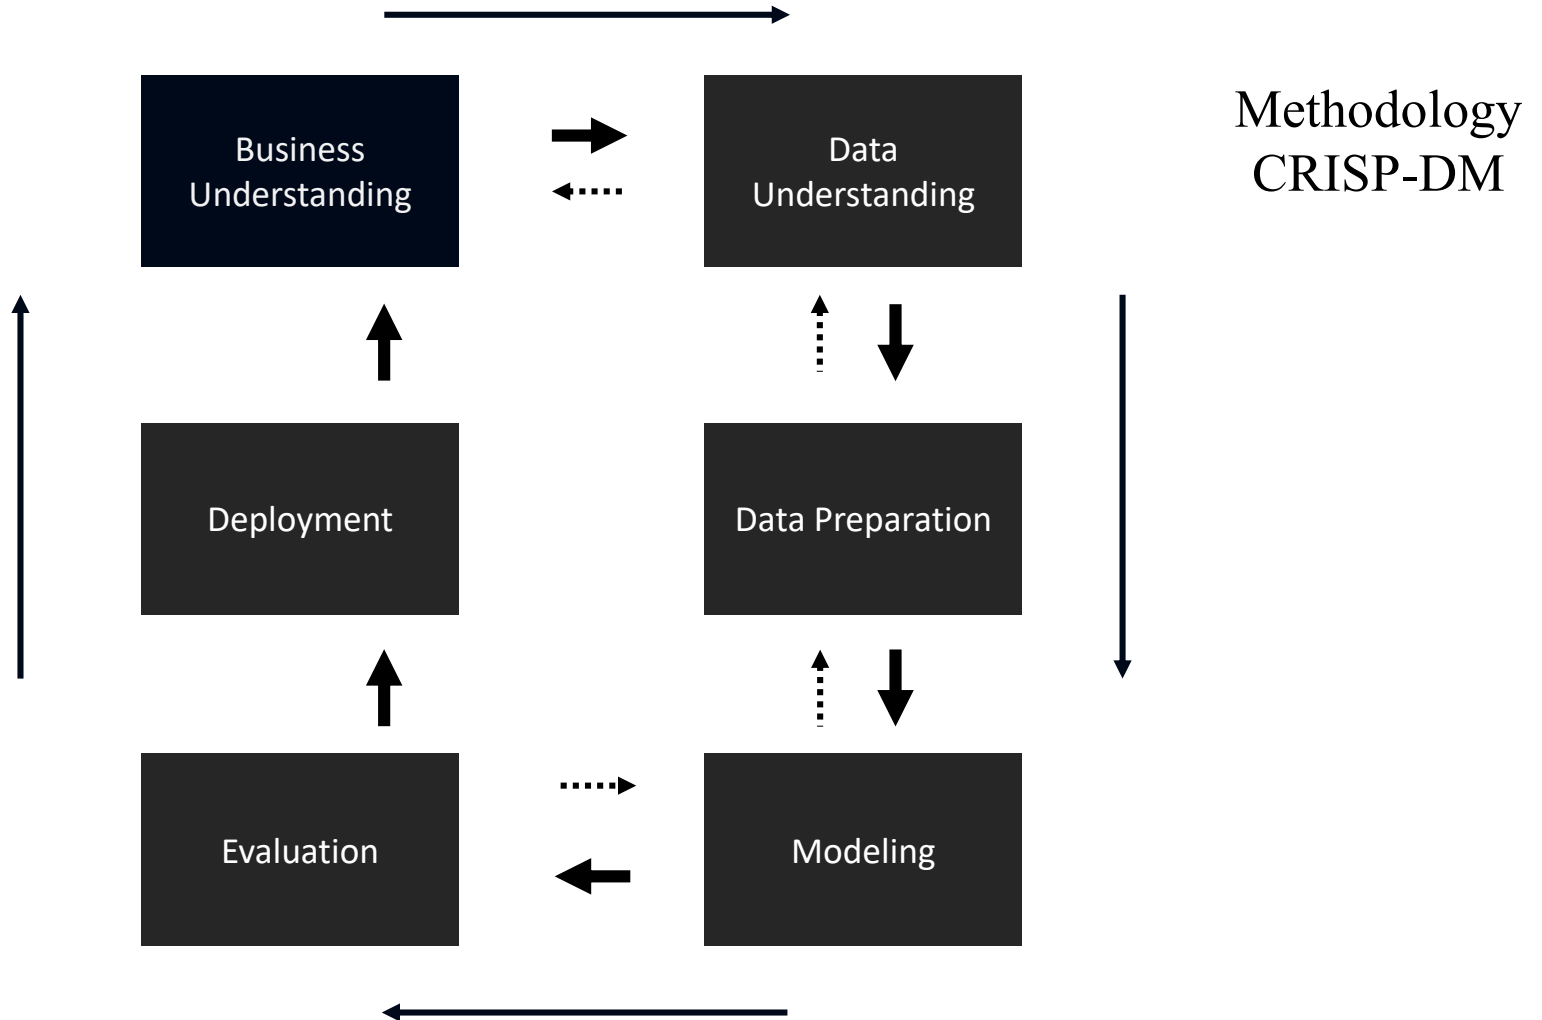 Business
Understanding
Data
Understanding
Methodology
CRISP-DM
Deployment
Data Preparation
Evaluation
Modeling